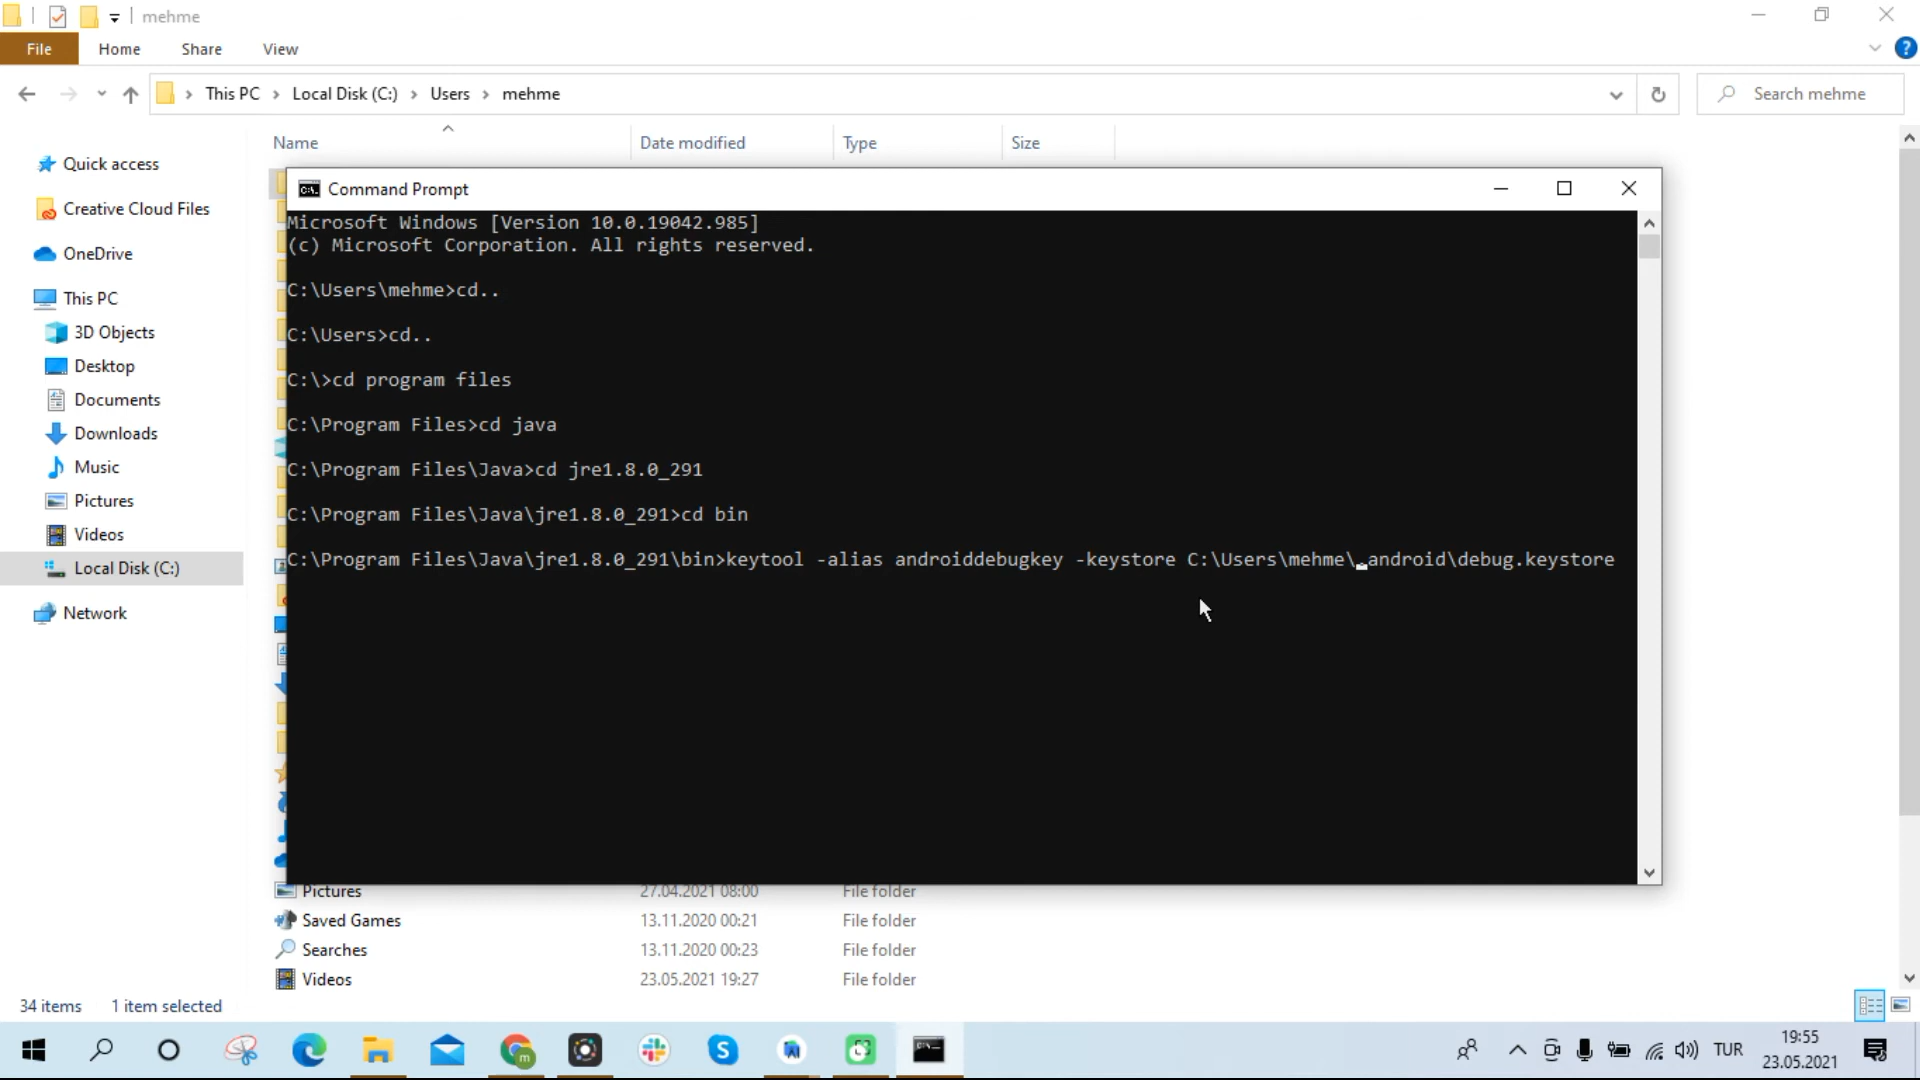 mehme
File Home Share View
This PC Local Disk (C:) Users mehme
Search mehme
Name Date modified Type Size
Quick access
Creative Cloud Files
OneDrive
This PC
3D Objects
Desktop
Documents
Downloads
Music
Pictures
Videos
Local Disk (C:)
Network
Command Prompt
Microsoft Windows [Version 10.0.19042.985]
(c) Microsoft Corporation. All rights reserved.
C:\Users\mehme>cd..
C:\Users>cd..
C:\>cd program files
C:\Program Files>cd java
C:\Program Files\Java>cd jre1.8.0_291
C:\Program Files\Java\jre1.8.0_291>cd bin
C:\Program Files\Java\jre1.8.0_291\bin>keytool -alias androiddebugkey -keystore C:\Users\mehme\.android\debug.keystore
Pictures 27.04.2021 08:00 File folder
Saved Games 13.11.2020 00:21 File folder
Searches 13.11.2020 00:23 File folder
Videos 23.05.2021 19:27 File folder
34 items 1 item selected
TUR
19:55
23.05.2021